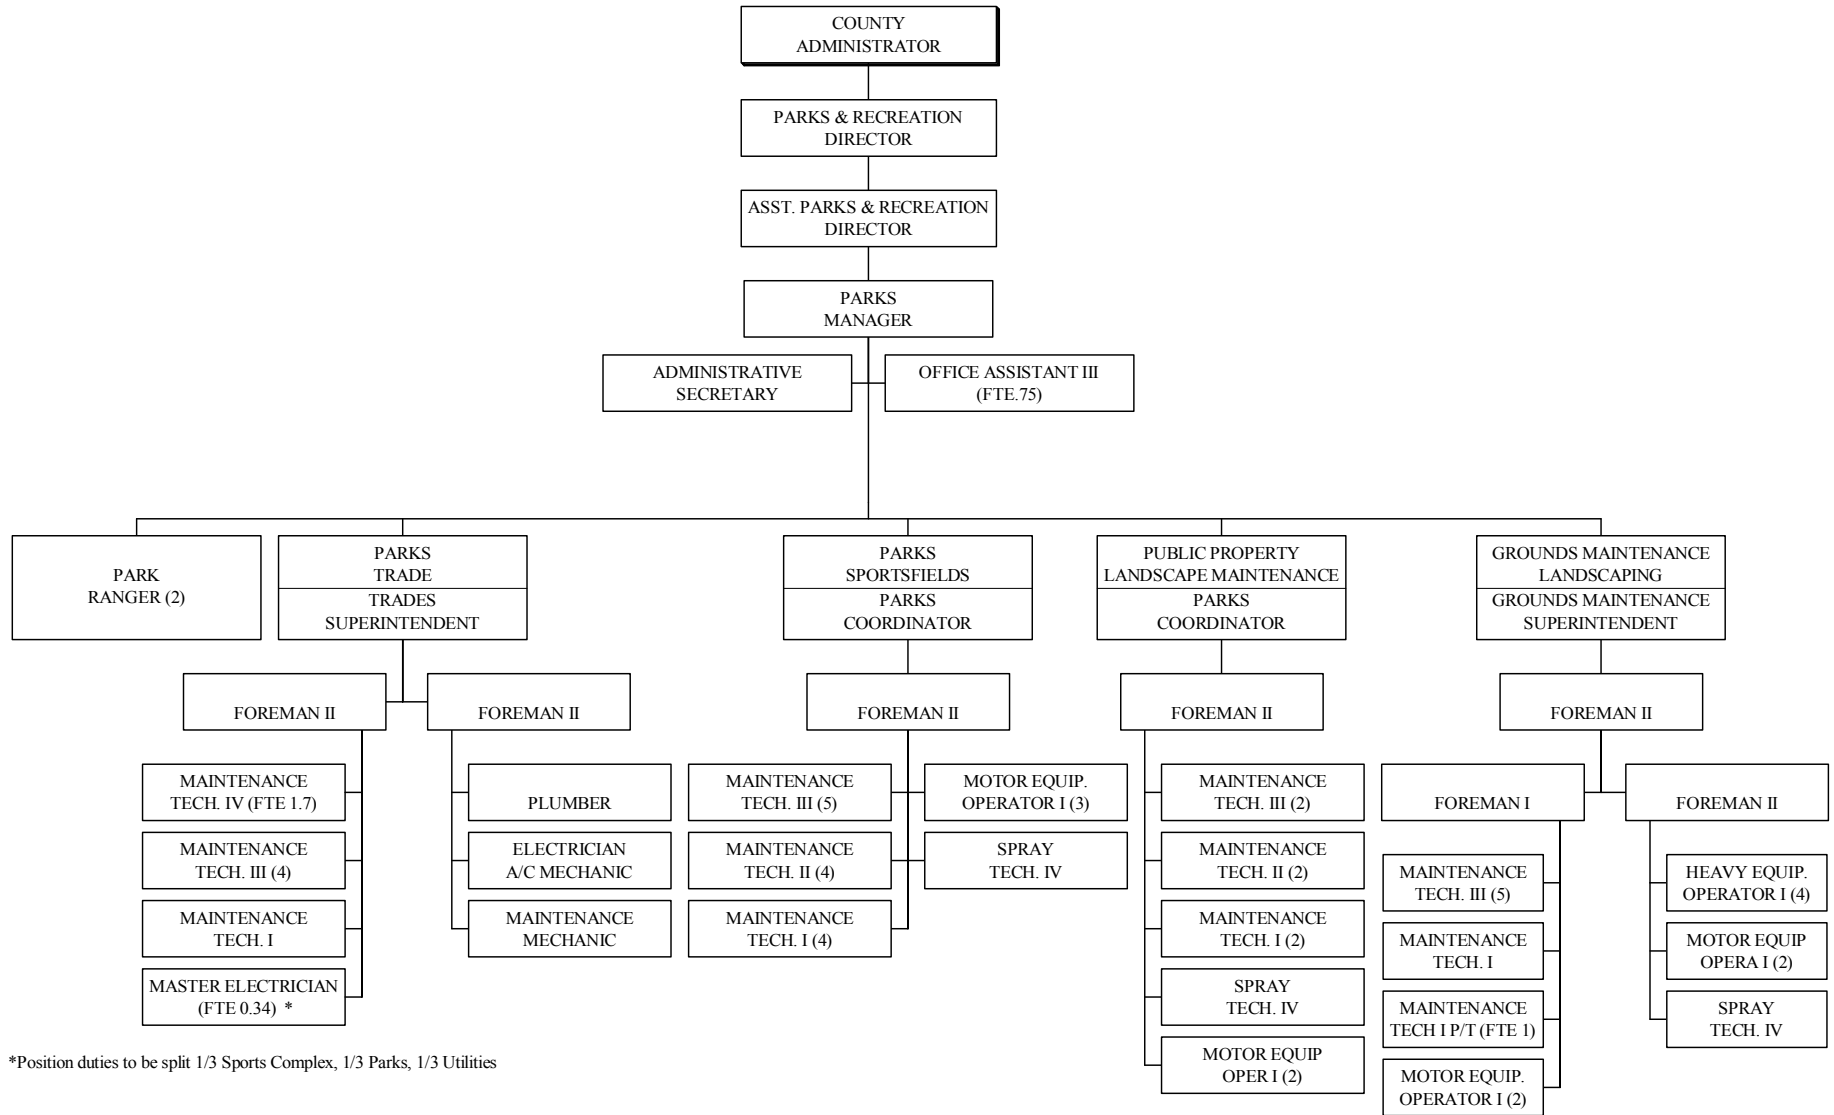 COUNTY
ADMINISTRATOR
PARKS & RECREATION
DIRECTOR
ASST. PARKS & RECREATION
DIRECTOR
PARKS
MANAGER
ADMINISTRATIVE
SECRETARY
OFFICE ASSISTANT III
(FTE.75)
PARK
RANGER (2)
PARKS
TRADE
TRADES
SUPERINTENDENT
PARKS
SPORTSFIELDS
PARKS
COORDINATOR
PUBLIC PROPERTY
LANDSCAPE MAINTENANCE
PARKS
COORDINATOR
GROUNDS MAINTENANCE
LANDSCAPING
GROUNDS MAINTENANCE
SUPERINTENDENT
FOREMAN II
FOREMAN II
FOREMAN II
FOREMAN II
FOREMAN II
MAINTENANCE
TECH. IV (FTE 1.7)
MAINTENANCE
TECH. III (4)
MAINTENANCE
TECH. I
MASTER ELECTRICIAN
(FTE 0.34) *
PLUMBER
ELECTRICIAN
A/C MECHANIC
MAINTENANCE
MECHANIC
MAINTENANCE
TECH. III (5)
MAINTENANCE
TECH. II (4)
MAINTENANCE
TECH. I (4)
MOTOR EQUIP.
OPERATOR I (3)
SPRAY
TECH. IV
MAINTENANCE
TECH. III (2)
MAINTENANCE
TECH. II (2)
MAINTENANCE
TECH. I (2)
SPRAY
TECH. IV
MOTOR EQUIP
OPER I (2)
FOREMAN I
MAINTENANCE
TECH. III (5)
MAINTENANCE
TECH. I
MAINTENANCE
TECH I P/T (FTE 1)
MOTOR EQUIP.
OPERATOR I (2)
FOREMAN II
HEAVY EQUIP.
OPERATOR I (4)
MOTOR EQUIP
OPERA I (2)
SPRAY
TECH. IV
*Position duties to be split 1/3 Sports Complex, 1/3 Parks, 1/3 Utilities